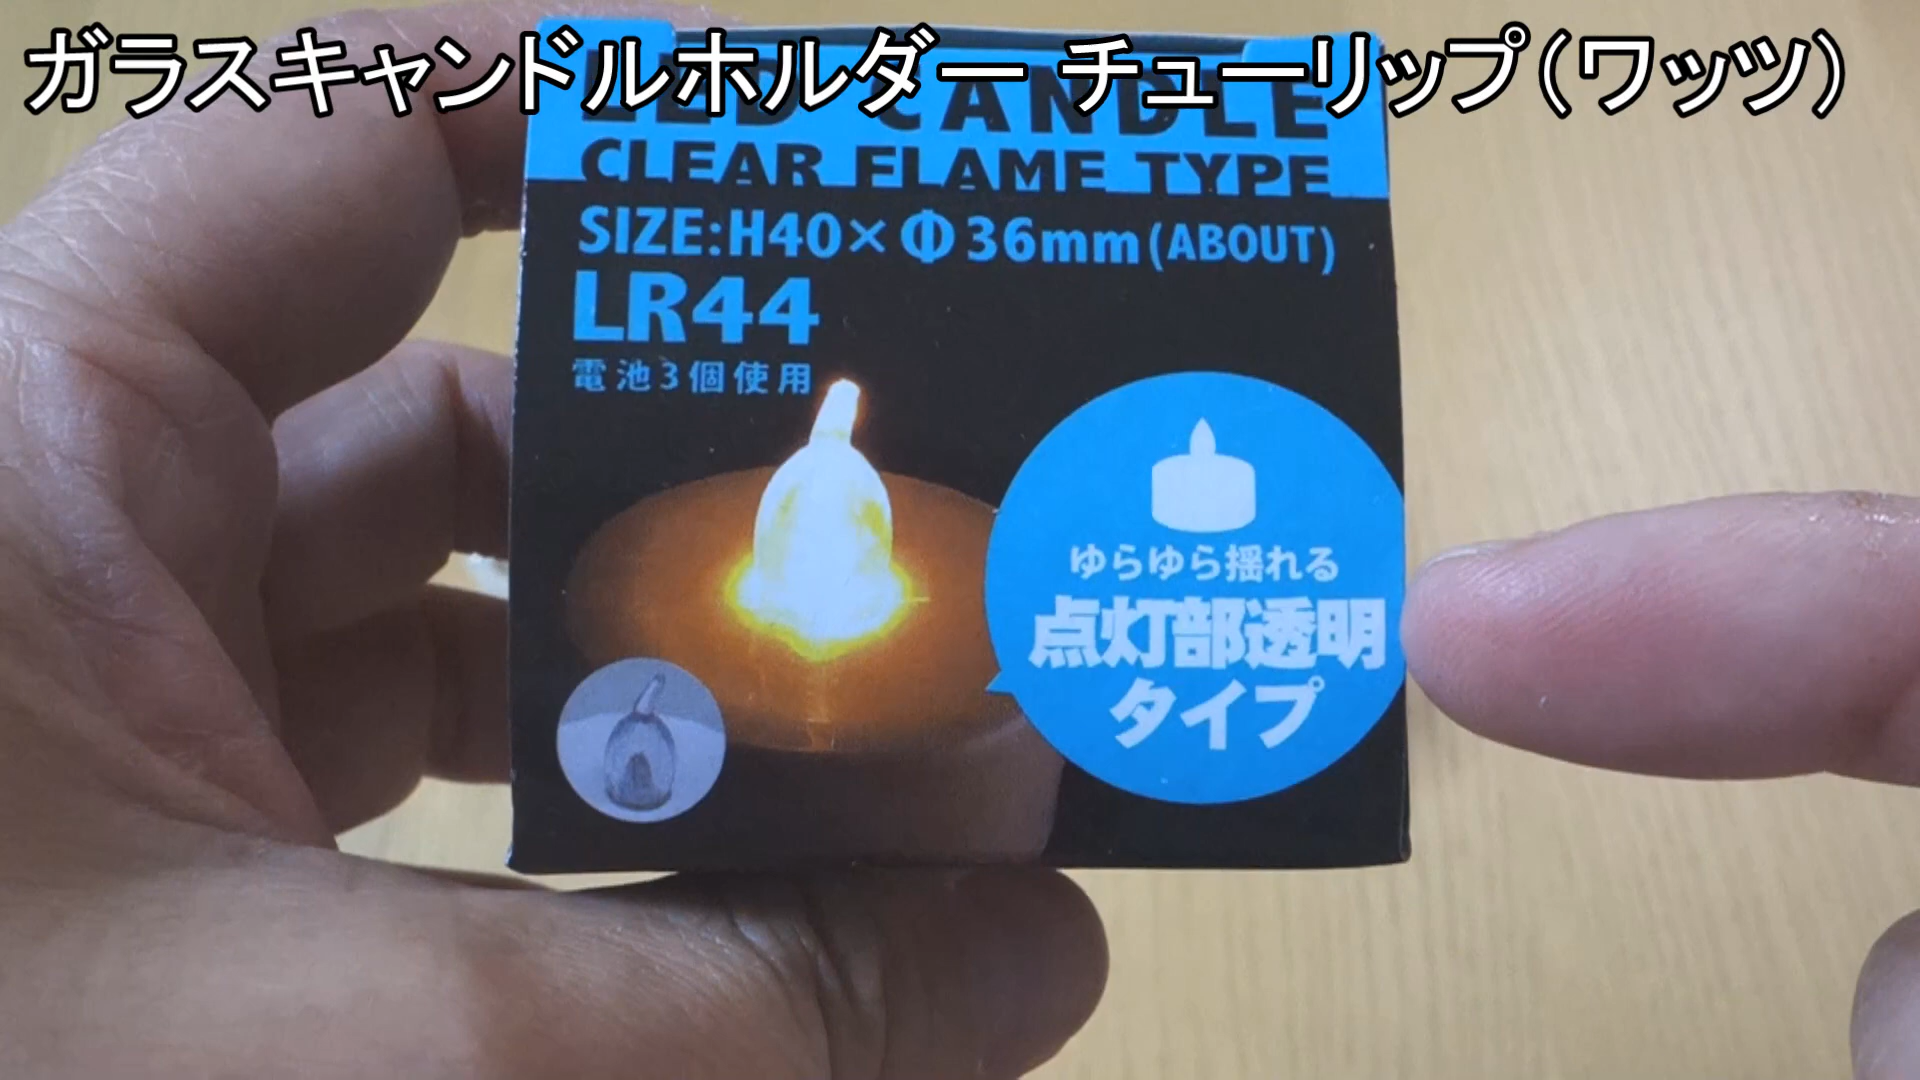 ガラスキャンドルホルダー チューリップ（ワッツ）
LED CANDLE
CLEAR FLAME TYPE
SIZE:H40×Φ36mm(ABOUT)
LR44
電池3個使用
ゆらゆら揺れる
点灯部透明
タイプ